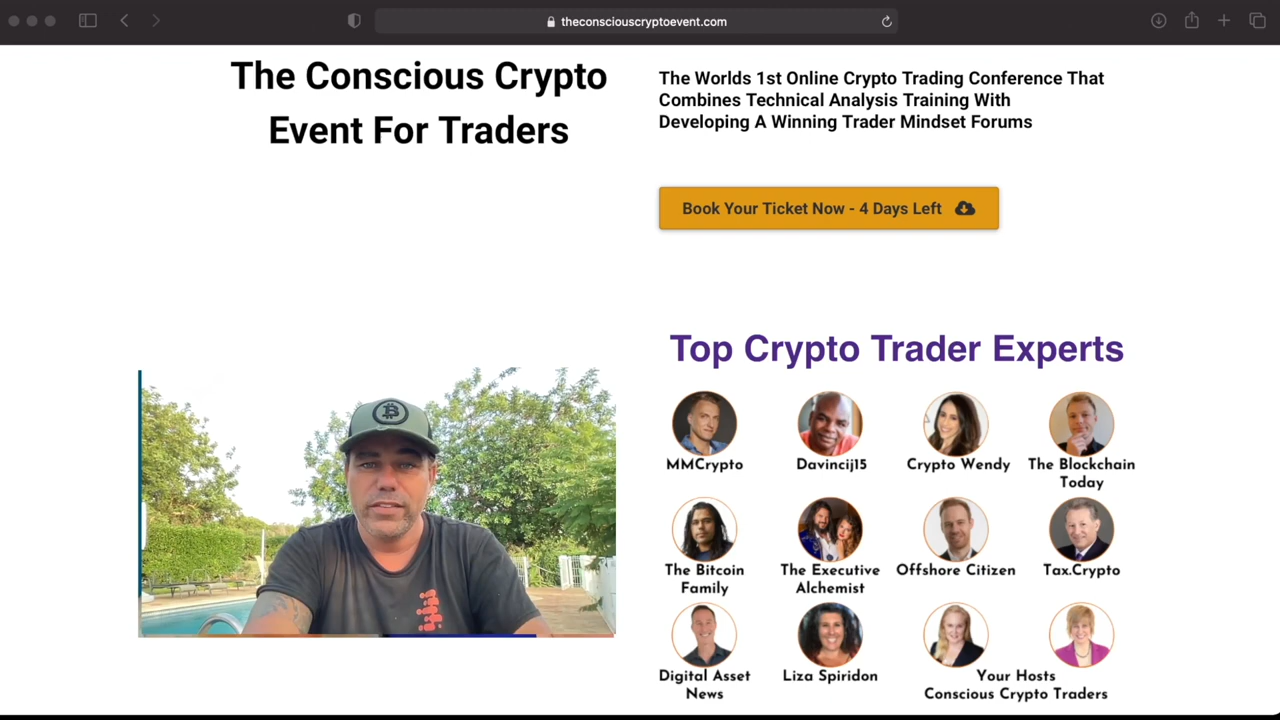 theconsciouscryptoevent.com
The Conscious Crypto
Event For Traders
The Worlds 1st Online Crypto Trading Conference That
Combines Technical Analysis Training With
Developing A Winning Trader Mindset Forums
Book Your Ticket Now - 4 Days Left
Top Crypto Trader Experts
MMCrypto
Davincij15
Crypto Wendy
The Blockchain
Today
The Bitcoin
Family
The Executive
Alchemist
Offshore Citizen
Tax.Crypto
Digital Asset
News
Liza Spiridon
Your Hosts
Conscious Crypto Traders